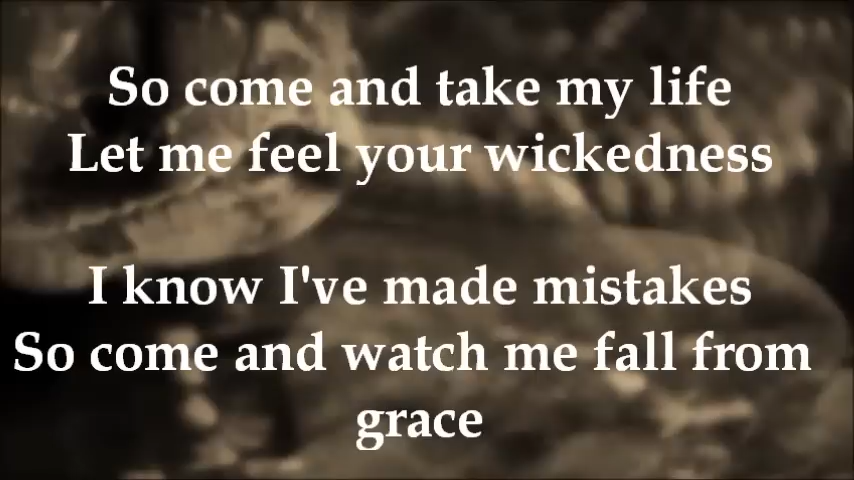 So come and take my life
Let me feel your wickedness
I know I've made mistakes
So come and watch me fall from
grace